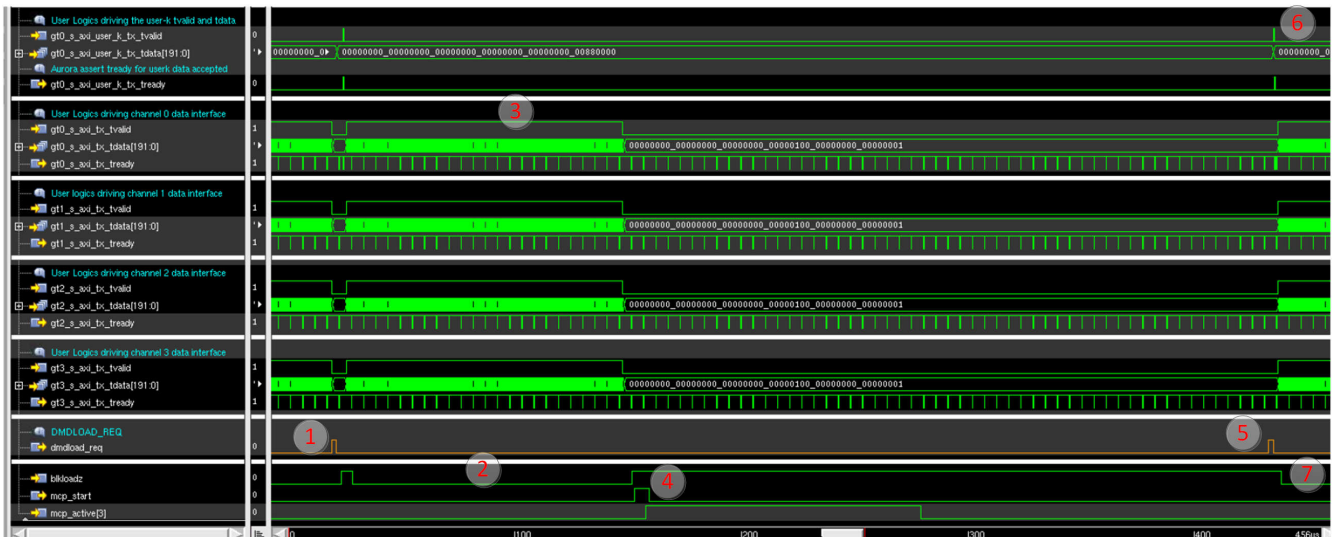 User Logics driving the user-k tvalid and tdata
gt0_s_axi_user_k_tx_tvalid 0
gt0_s_axi_user_k_tx_tdata[191:0] 00000000_0 00000000_00000000_00000000_00000000_00000000_00880000 00000000_0
Aurora assert tready for userk data accepted
gt0_s_axi_user_k_tx_tready 0
6
User Logics driving channel 0 data interface
3
gt0_s_axi_tx_tvalid 1
gt0_s_axi_tx_tdata[191:0] 00000000_00000000_00000000_00000000_00000100_00000001
gt0_s_axi_tx_tready 1
User logics driving channel 1 data interface
gt1_s_axi_tx_tvalid 1
gt1_s_axi_tx_tdata[191:0] 00000000_00000000_00000000_00000000_00000100_00000001
gt1_s_axi_tx_tready 1
User Logics driving channel 2 data interface
gt2_s_axi_tx_tvalid 1
gt2_s_axi_tx_tdata[191:0] 00000000_00000000_00000000_00000000_00000100_00000001
gt2_s_axi_tx_tready 1
User Logics driving channel 3 data interface
gt3_s_axi_tx_tvalid 1
gt3_s_axi_tx_tdata[191:0] 00000000_00000000_00000000_00000000_00000100_00000001
gt3_s_axi_tx_tready 1
DMDLOAD_REQ 1 5
dmdload_req 0
blkloadz 0 2 4 7
mcp_start 0
mcp_active[3] 0
0 100 200 300 400 456us